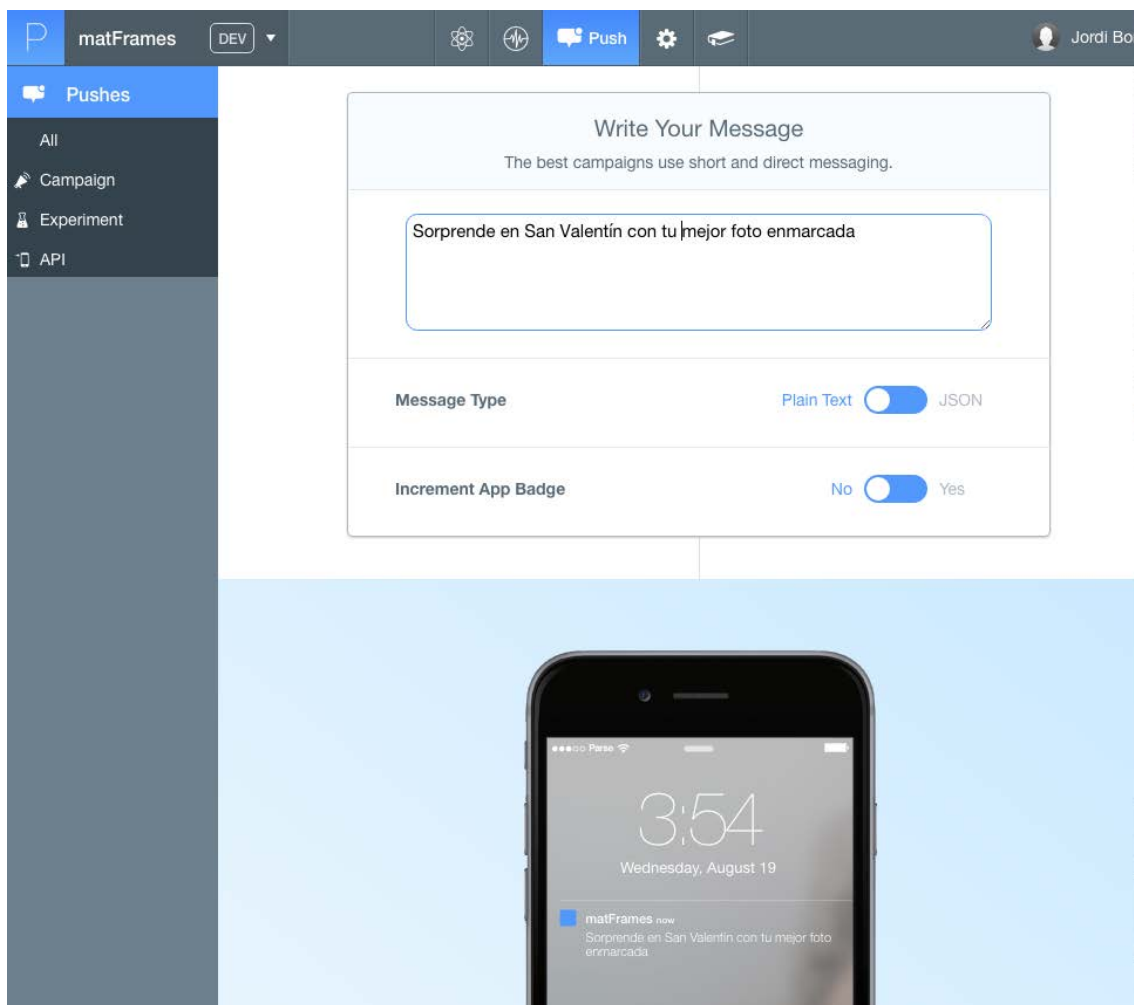 P matFrames DEV Push Jordi Bo
Pushes
All
Campaign
Experiment
API
Write Your Message
The best campaigns use short and direct messaging.
Sorprende en San Valentín con tu mejor foto enmarcada
Message Type Plain Text JSON
Increment App Badge No Yes
Parse
3:54
Wednesday, August 19
matFrames now
Sorprende en San Valentín con tu mejor foto
enmarcada